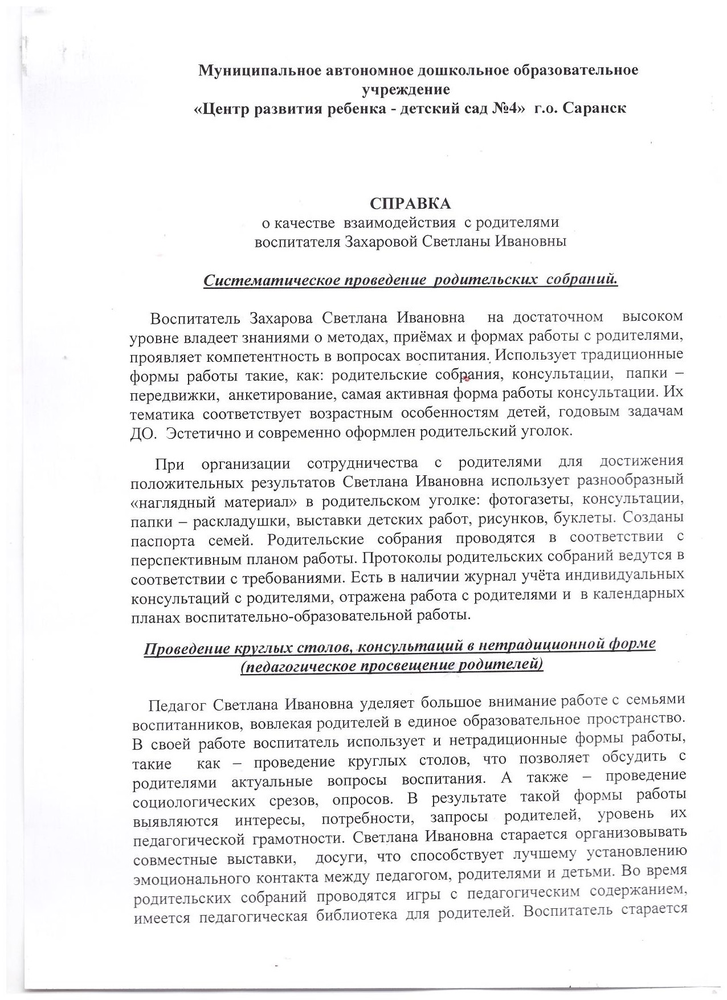 Муниципальное автономное дошкольное образовательное
учреждение
«Центр развития ребенка - детский сад №4» г.о. Саранск
СПРАВКА
о качестве взаимодействия с родителями
воспитателя Захаровой Светланы Ивановны
Систематическое проведение родительских собраний.
Воспитатель Захарова Светлана Ивановна на достаточном высоком
уровне владеет знаниями о методах, приёмах и формах работы с родителями,
проявляет компетентность в вопросах воспитания. Использует традиционные
формы работы такие, как: родительские собрания, консультации, папки –
передвижки, анкетирование, самая активная форма работы консультации. Их
тематика соответствует возрастным особенностям детей, годовым задачам
ДО. Эстетично и современно оформлен родительский уголок.
При организации сотрудничества с родителями для достижения
положительных результатов Светлана Ивановна использует разнообразный
«наглядный материал» в родительском уголке: фотогазеты, консультации,
папки – раскладушки, выставки детских работ, рисунков, буклеты. Созданы
паспорта семей. Родительские собрания проводятся в соответствии с
перспективным планом работы. Протоколы родительских собраний ведутся в
соответствии с требованиями. Есть в наличии журнал учёта индивидуальных
консультаций с родителями, отражена работа с родителями и в календарных
планах воспитательно-образовательной работы.
Проведение круглых столов, консультаций в нетрадиционной форме
(педагогическое просвещение родителей)
Педагог Светлана Ивановна уделяет большое внимание работе с семьями
воспитанников, вовлекая родителей в единое образовательное пространство.
В своей работе воспитатель использует и нетрадиционные формы работы,
такие как – проведение круглых столов, что позволяет обсудить с
родителями актуальные вопросы воспитания. А также – проведение
социологических срезов, опросов. В результате такой формы работы
выявляются интересы, потребности, запросы родителей, уровень их
педагогической грамотности. Светлана Ивановна старается организовывать
совместные выставки, досуги, что способствует лучшему установлению
эмоционального контакта между педагогом, родителями и детьми. Во время
родительских собраний проводятся игры с педагогическим содержанием,
имеется педагогическая библиотека для родителей. Воспитатель старается